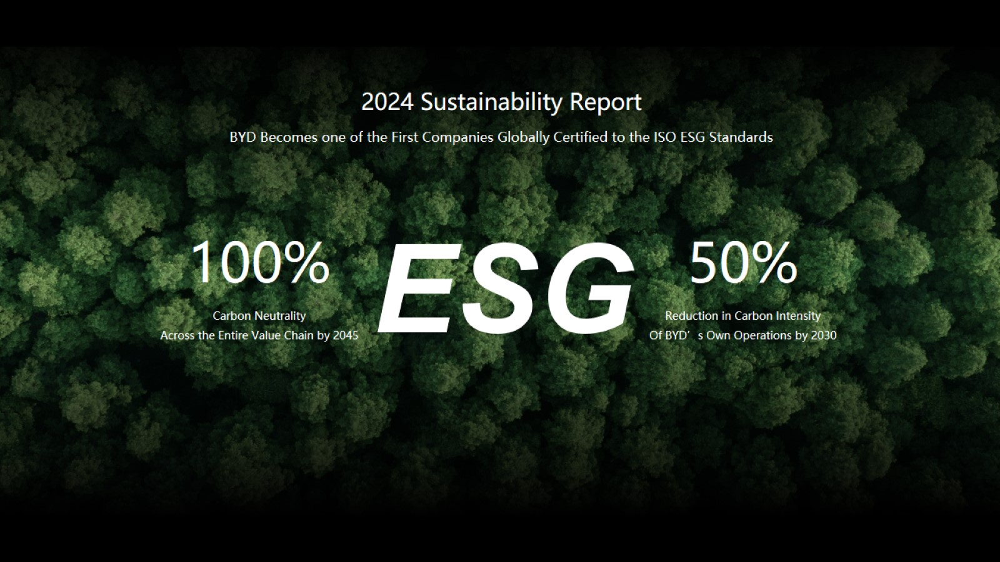 2024 Sustainability Report
BYD Becomes one of the First Companies Globally Certified to the ISO ESG Standards
100%
Carbon Neutrality
Across the Entire Value Chain by 2045
ESG
50%
Reduction in Carbon Intensity
Of BYD’s Own Operations by 2030